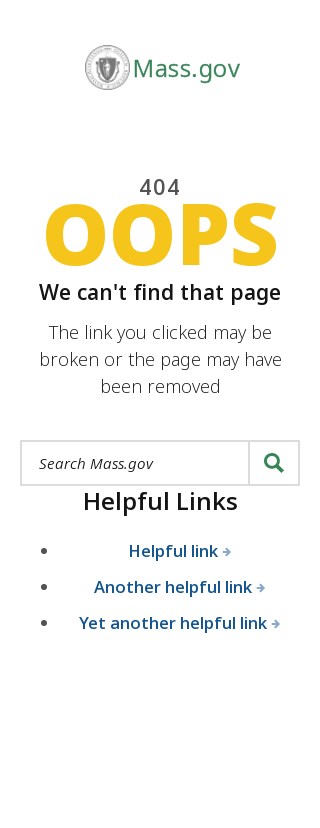 Mass.gov
404
OOPS
We can't find that page
The link you clicked may be
broken or the page may have
been removed
Search Mass.gov
Helpful Links
Helpful link
Another helpful link
Yet another helpful link